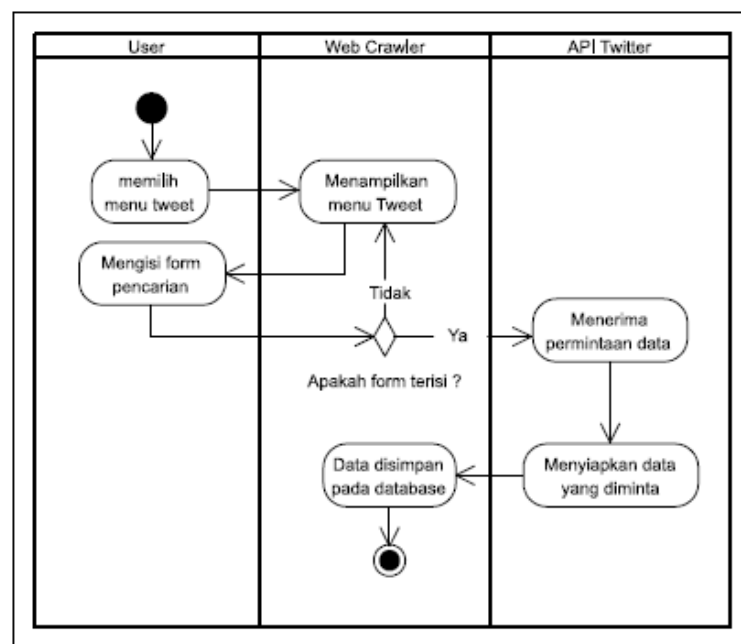 User
Web Crawler
API Twitter
memilih
menu tweet
Menampilkan
menu Tweet
Mengisi form
pencarian
Tidak
Ya
Menerima
permintaan data
Apakah form terisi ?
Data disimpan
pada database
Menyiapkan data
yang diminta